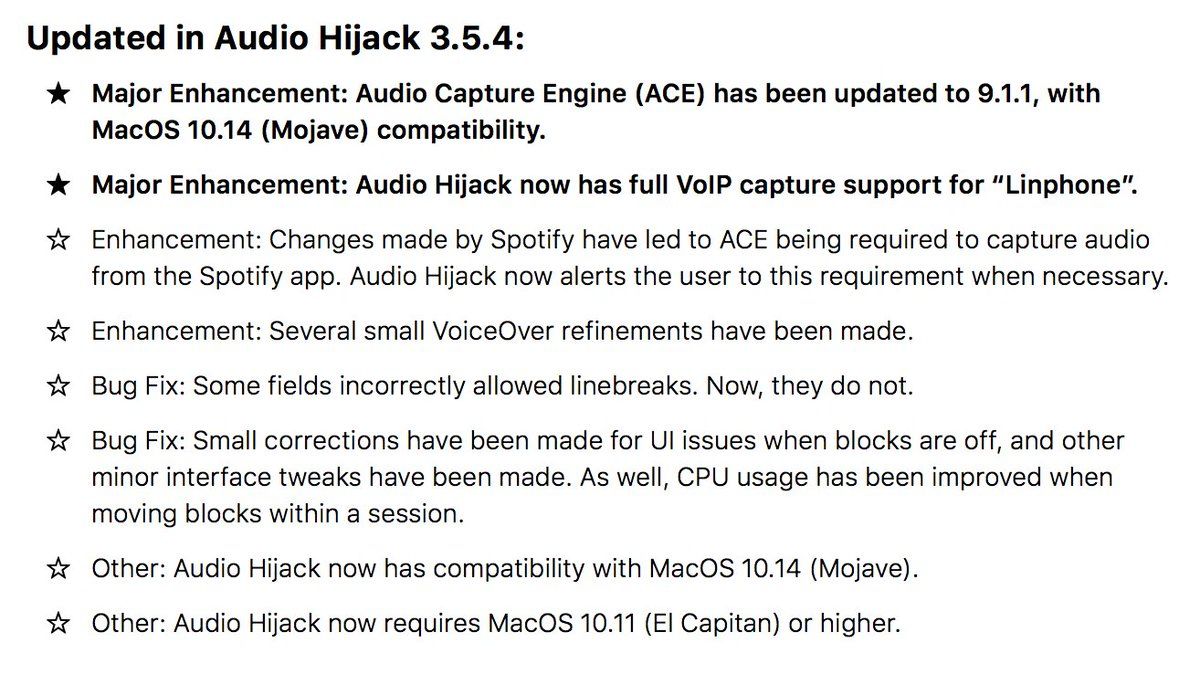 Updated in Audio Hijack 3.5.4:
★ Major Enhancement: Audio Capture Engine (ACE) has been updated to 9.1.1, with
MacOS 10.14 (Mojave) compatibility.
★ Major Enhancement: Audio Hijack now has full VoIP capture support for “Linphone”.
☆ Enhancement: Changes made by Spotify have led to ACE being required to capture audio
from the Spotify app. Audio Hijack now alerts the user to this requirement when necessary.
☆ Enhancement: Several small VoiceOver refinements have been made.
☆ Bug Fix: Some fields incorrectly allowed linebreaks. Now, they do not.
☆ Bug Fix: Small corrections have been made for UI issues when blocks are off, and other
minor interface tweaks have been made. As well, CPU usage has been improved when
moving blocks within a session.
☆ Other: Audio Hijack now has compatibility with MacOS 10.14 (Mojave).
☆ Other: Audio Hijack now requires MacOS 10.11 (El Capitan) or higher.